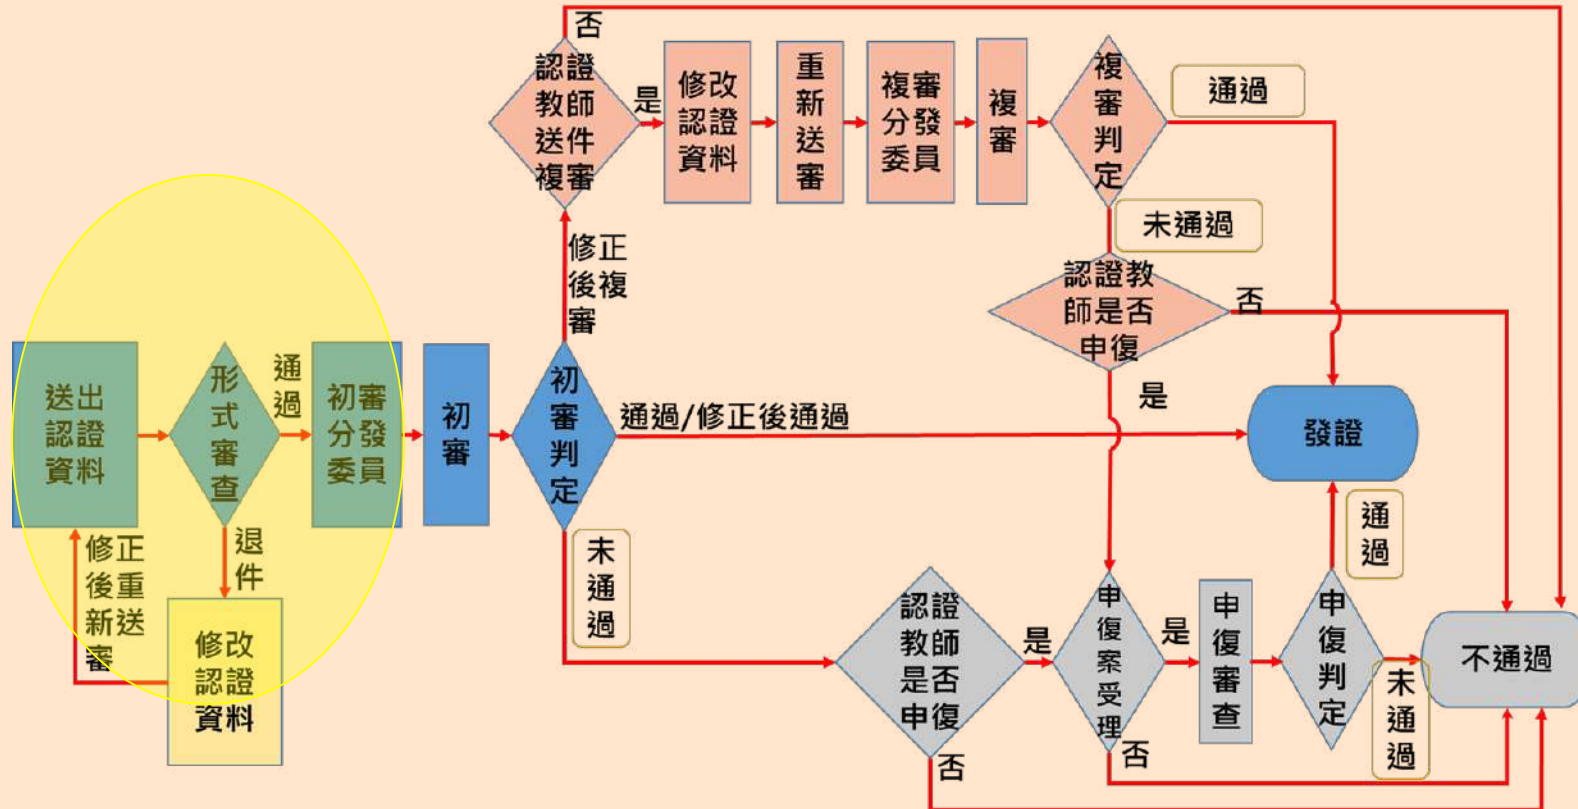 否
認證
教師
送件
複審
是
修改
認證
資料
重
新
送
審
複審
分發
委員
複
審
複
審
判
定
通過
未通過
修正
後複
審
認證教
師是否
申復
否
是
送出
認證
資料
形
式
審
查
通
過
初審
分發
委員
初
審
初
審
判
定
通過/修正後通過
發證
修正
後重
新送
審
退
件
修改
認證
資料
未
通
過
認證
教師
是否
申復
是
否
申
復
案
受
理
是
否
申
復
審
查
申
復
判
定
通
過
未
通
過
不通過